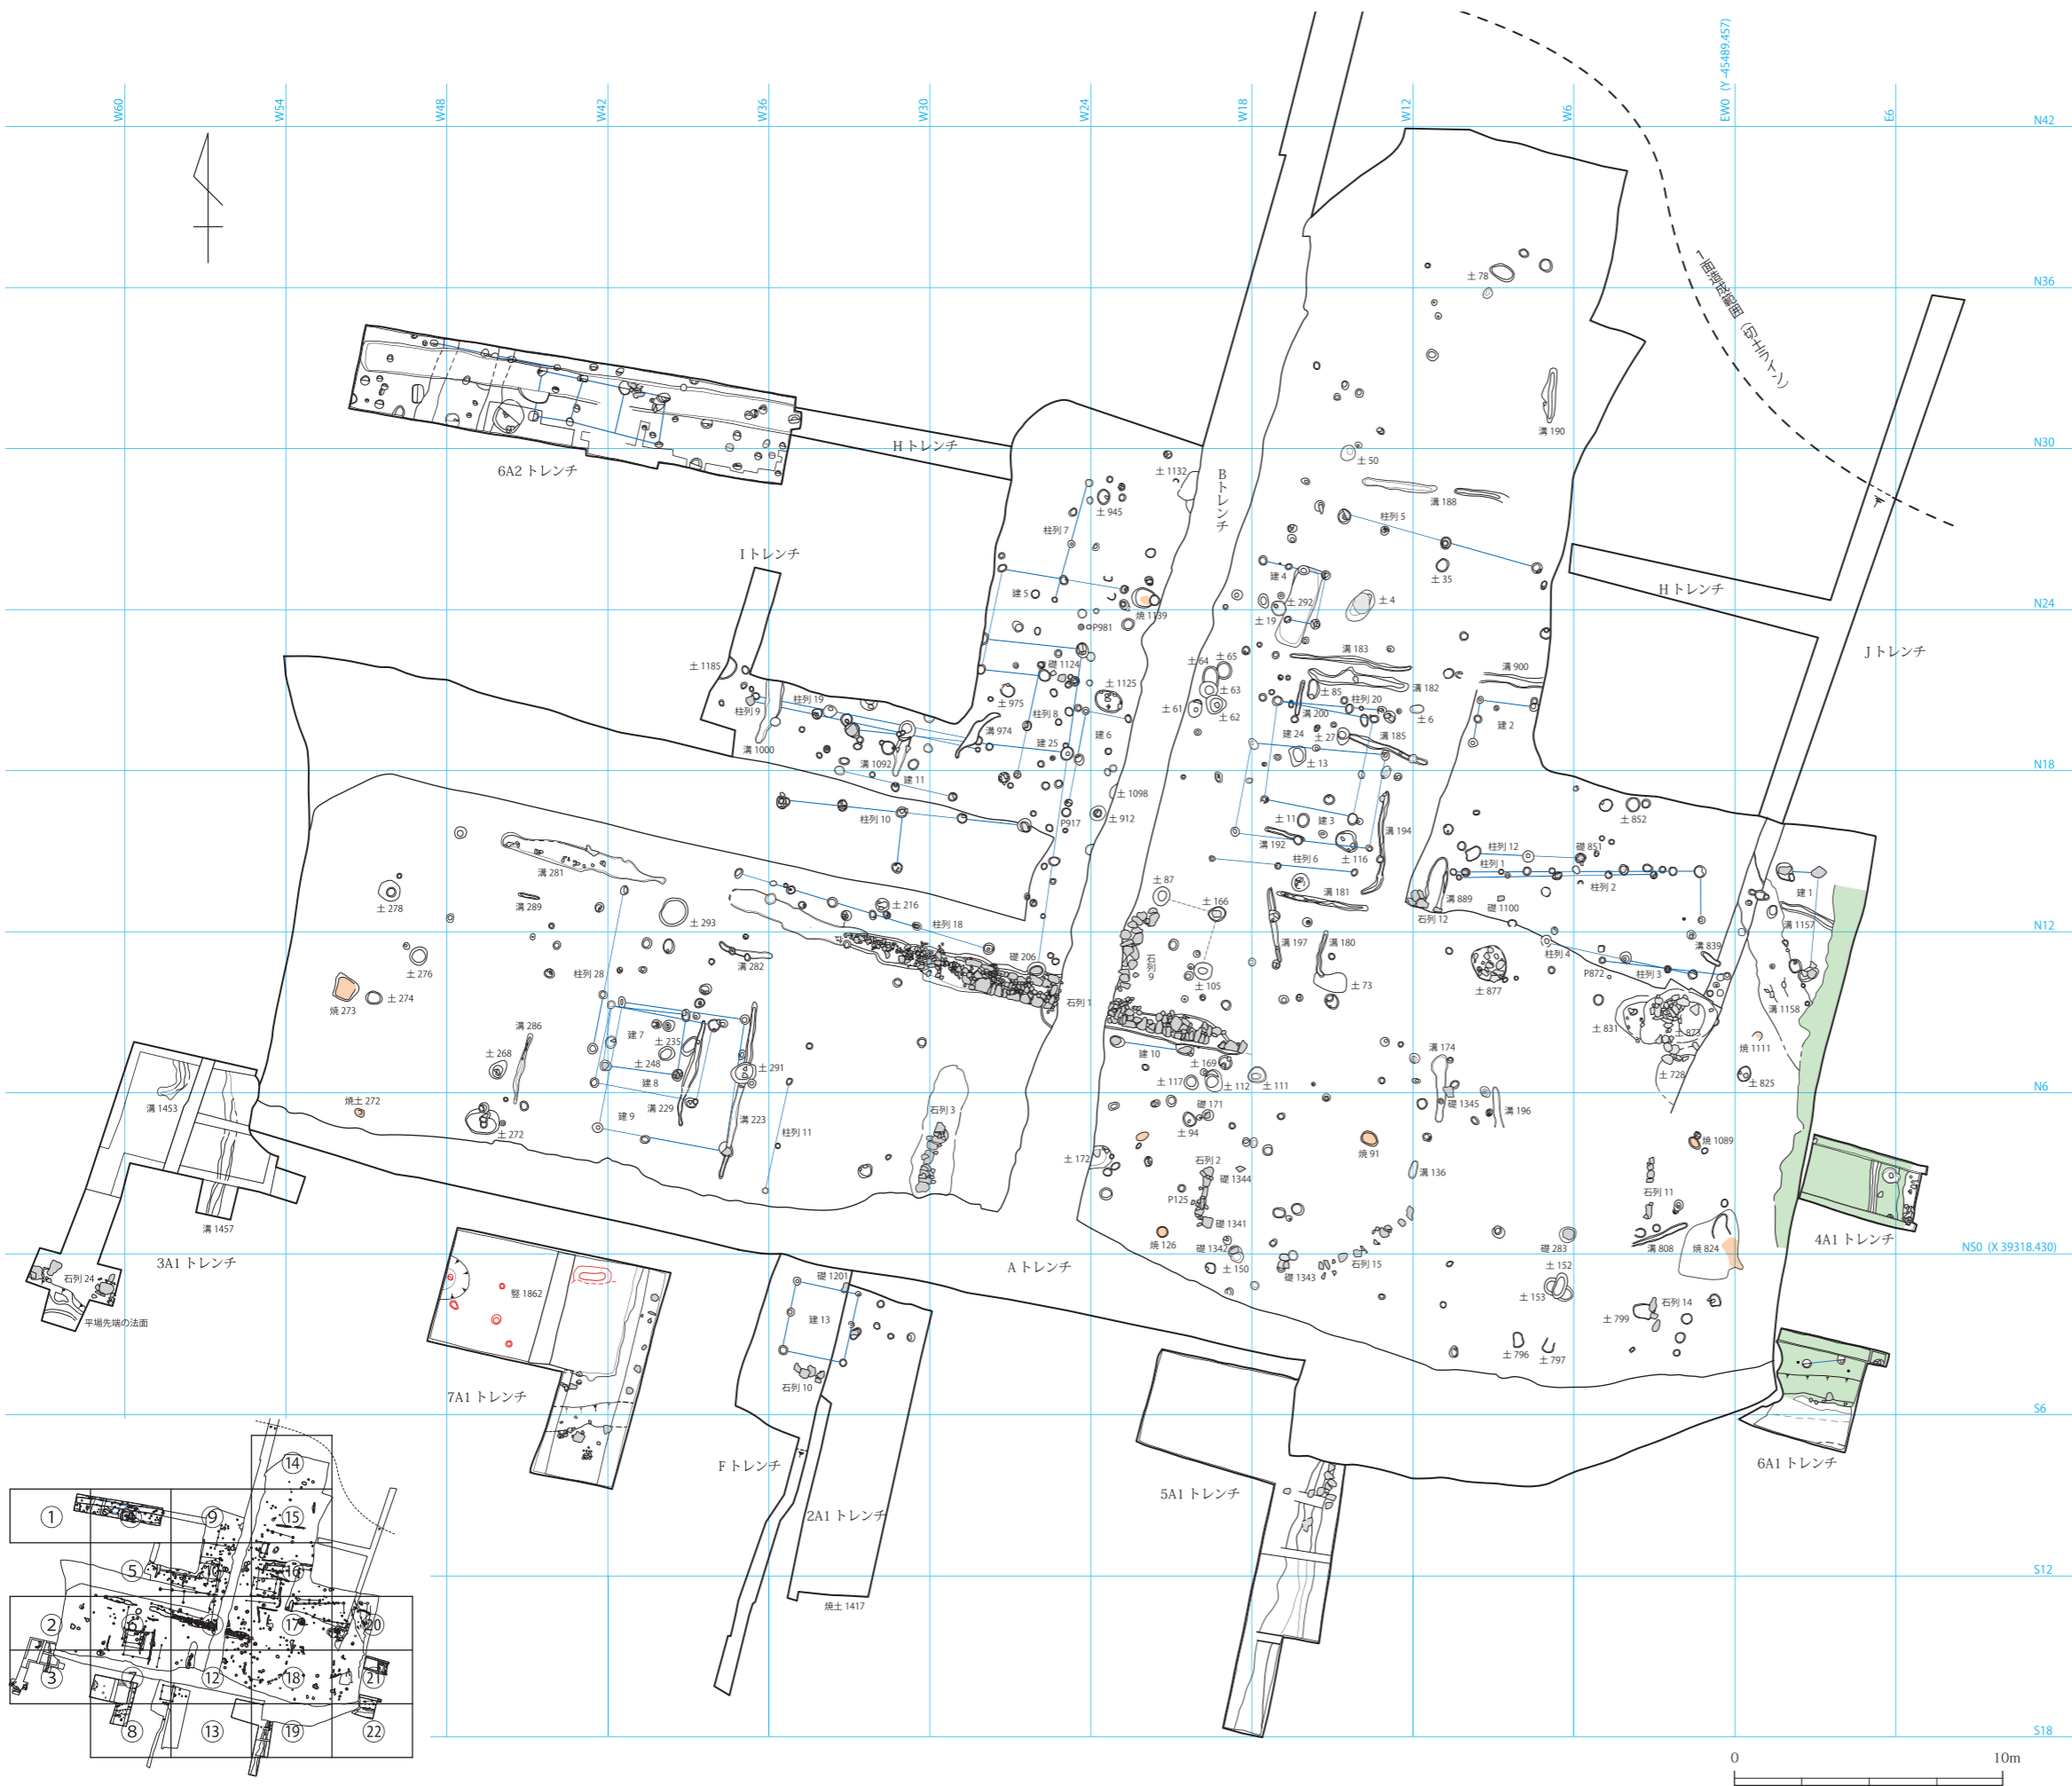 W60
W54
W48
W42
W36
W30
W24
W18
W12
W6
EW0 (Y -45489.457)
E6
N42
N36
N30
N24
N18
N12
N6
NS0 (X 39318.430)
S6
S12
S18
土 78
溝 190
土 50
溝 188
6A2 トレンチ
H トレンチ
土 1132
B トレンチ
土 945
柱列 7
柱列 5
I トレンチ
建 4
土 35
建 5
焼 1139
土 292
土 4
土 19
H トレンチ
P981
J トレンチ
土 1185
礎 1124
土 64
土 65
溝 183
溝 900
土 63
土 85
溝 182
柱列 9
柱列 19
土 975
土 1125
土 61
土 62
溝 200
柱列 20
土 6
柱列 8
溝 974
建 2
溝 1000
建 25
建 6
建 24
溝 185
溝 1092
土 13
建 11
土 1098
柱列 10
P917
土 912
土 11
建 3
溝 194
土 852
溝 192
土 116
柱列 12
礎 851
柱列 6
柱列 1
柱列 2
建 1
溝 281
土 278
溝 289
土 293
土 216
土 87
土 166
溝 181
溝 889
礎 1100
石列 12
柱列 18
溝 1157
土 276
溝 282
礎 206
石列 9
溝 197
溝 180
柱列 4
溝 839
柱列 28
土 105
土 73
P872
柱列 3
焼 273
土 274
石列 1
土 877
溝 1158
溝 286
建 7
土 235
土 831
土 873
土 268
土 248
土 291
建 10
土 169
溝 174
焼 1111
建 8
土 117
土 112
土 111
土 728
土 825
溝 1453
焼土 272
溝 229
石列 3
礎 1345
溝 196
建 9
溝 223
礎 171
土 272
柱列 11
土 94
焼 91
焼 1089
土 172
石列 2
礎 1344
溝 136
P125
石列 11
溝 1457
礎 1341
焼 126
礎 1342
礎 283
溝 808
焼 824
4A1 トレンチ
3A1 トレンチ
A トレンチ
石列 24
礎 1201
土 150
礎 1343
石列 15
土 152
竪 1862
土 153
平場先端の法面
建 13
土 799
石列 14
土 796
土 797
石列 10
7A1 トレンチ
F トレンチ
5A1 トレンチ
6A1 トレンチ
2A1 トレンチ
焼土 1417
⑭
①
⑨
⑮
⑤
②
⑥
⑰
⑳
③
⑦
⑫
⑱
㉑
⑧
⑬
⑲
㉒
0
10m